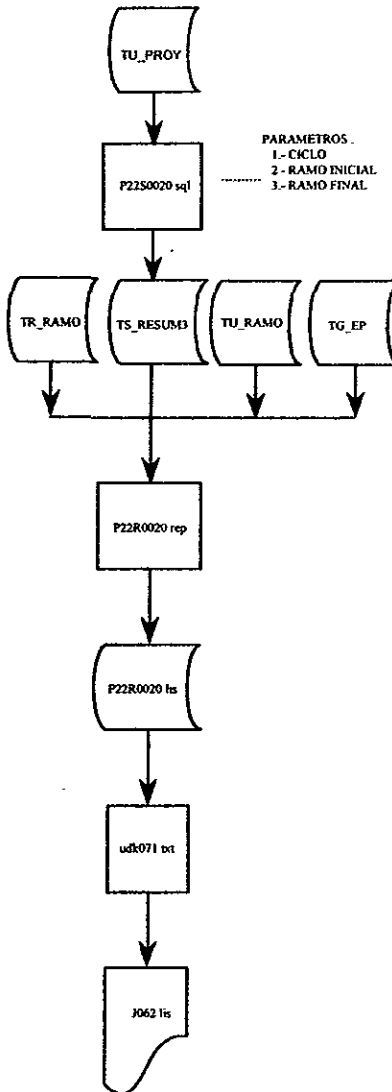 TU_PROY
PARAMETROS .
1.- CICLO
2 - RAMO INICIAL
3.- RAMO FINAL
P22S0020 sql
TR_RAMO
TS_RESUM3
TU_RAMO
TG_EP
P22R0020 rep
P22R0020 lis
udk071 txt
J062 lis